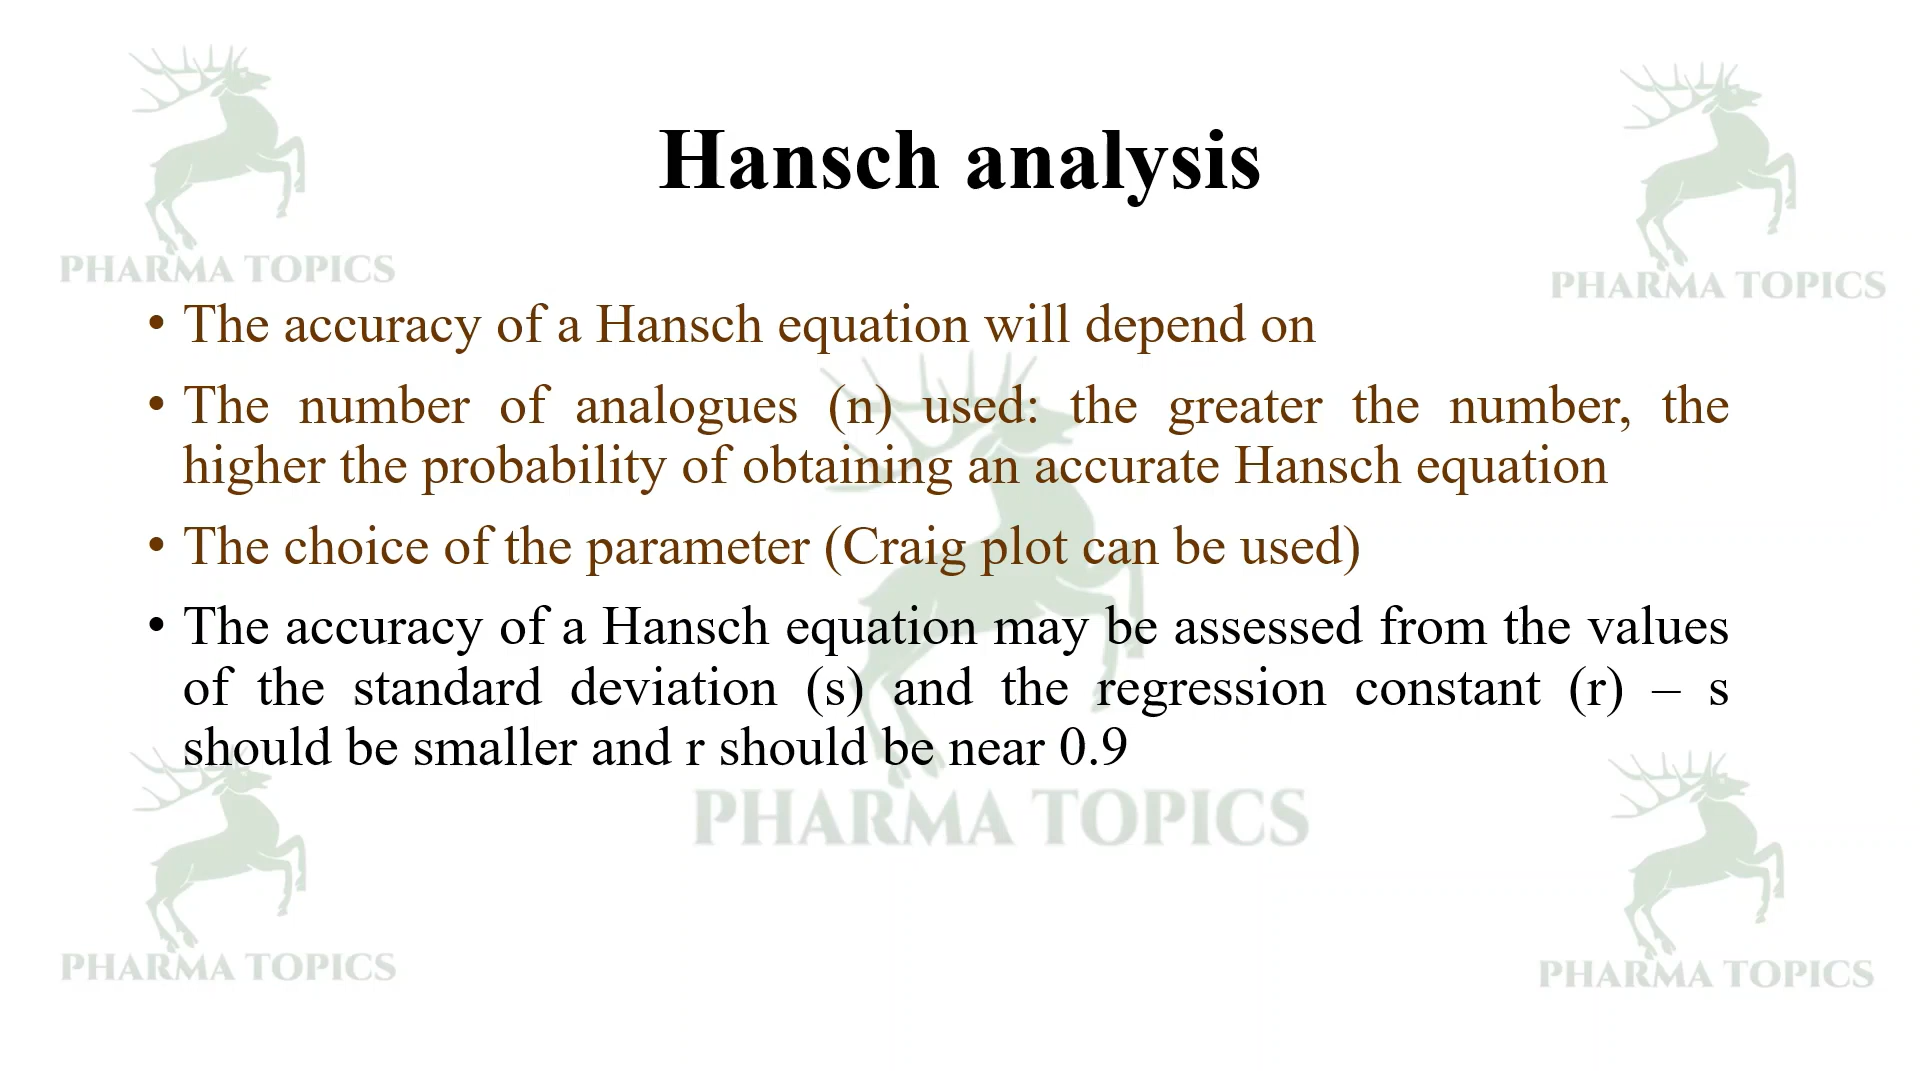 Hansch analysis
PHARMA TOPICS
PHARMA TOPICS
• The accuracy of a Hansch equation will depend on
• The number of analogues (n) used: the greater the number, the
higher the probability of obtaining an accurate Hansch equation
• The choice of the parameter (Craig plot can be used)
• The accuracy of a Hansch equation may be assessed from the values
of the standard deviation (s) and the regression constant (r) – s
should be smaller and r should be near 0.9
PHARMA TOPICS
PHARMA TOPICS
PHARMA TOPICS